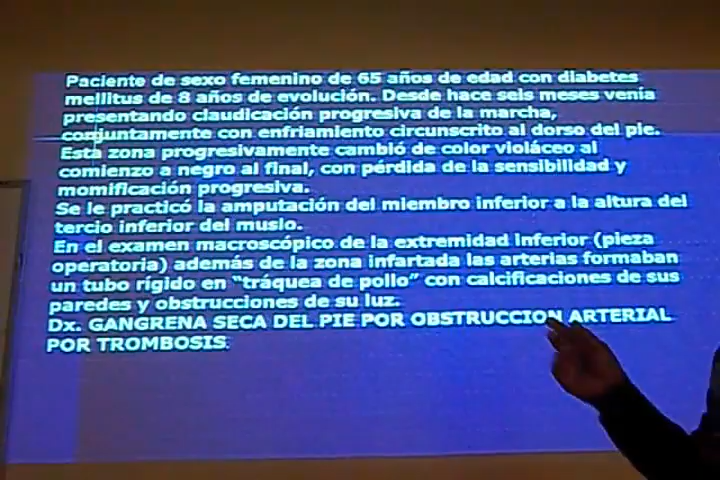 Paciente de sexo femenino de 65 años de edad con diabetes
mellitus de 8 años de evolución. Desde hace seis meses venía
presentando claudicación progresiva de la marcha,
conjuntamente con enfriamiento circunscrito al dorso del pie.
Esta zona progresivamente cambió de color violáceo al
comienzo a negro al final, con pérdida de la sensibilidad y
momificación progresiva.
Se le practicó la amputación del miembro inferior a la altura del
tercio inferior del muslo.
En el examen macroscópico de la extremidad inferior (pieza
operatoria) además de la zona infartada las arterias formaban
un tubo rígido en "tráquea de pollo" con calcificaciones de sus
paredes y obstrucciones de su luz.
Dx. GANGRENA SECA DEL PIE POR OBSTRUCCION ARTERIAL
POR TROMBOSIS.